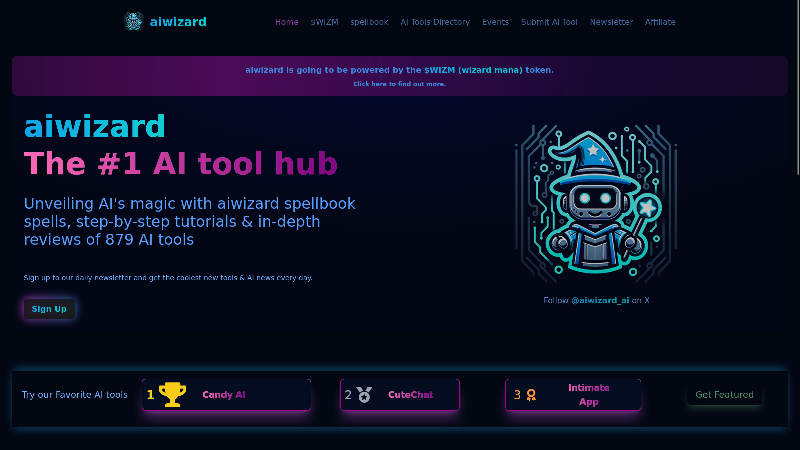 aiwizard
Home $WIZM spellbook AI Tools Directory Events Submit AI Tool Newsletter Affiliate
aiwizard is going to be powered by the $WIZM (wizard mana) token.
Click here to find out more.
aiwizard
The #1 AI tool hub
Unveiling AI's magic with aiwizard spellbook
spells, step-by-step tutorials & in-depth
reviews of 879 AI tools
Sign up to our daily newsletter and get the coolest new tools & AI news every day.
Sign Up
Follow @aiwizard_ai on X
Try our Favorite AI tools
1 Candy AI
2 CuteChat
3 Intimate
App
Get Featured